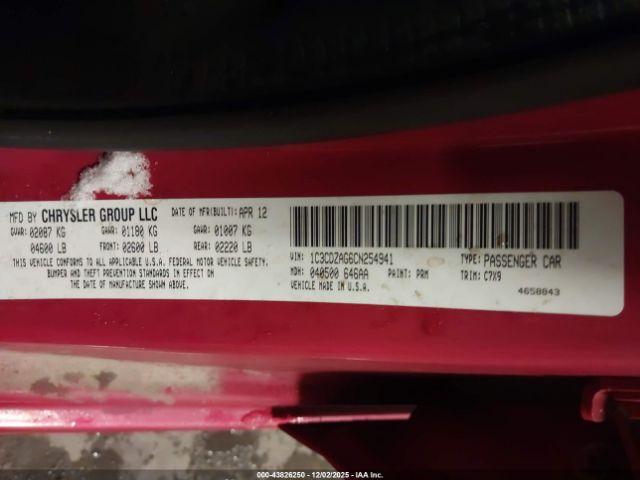 MFD BY CHRYSLER GROUP LLC DATE OF MFR(BUILT): APR 12
GVWR: 02087 KG GAWR: 01180 KG GAWR: 01007 KG
04600 LB FRONT: 02600 LB REAR: 02220 LB
THIS VEHICLE CONFORMS TO ALL APPLICABLE U.S.A. FEDERAL MOTOR VEHICLE SAFETY,
BUMPER AND THEFT PREVENTION STANDARDS IN EFFECT ON
THE DATE OF MANUFACTURE SHOWN ABOVE.
VIN: 1C3CDZAG6CN254941 TYPE: PASSENGER CAR
MDH: 040500 646AA PAINT: PRM TRIM: C7X9
VEHICLE MADE IN U.S.A.
4658843
000-43826250 - 12/02/2025 - IAA Inc.